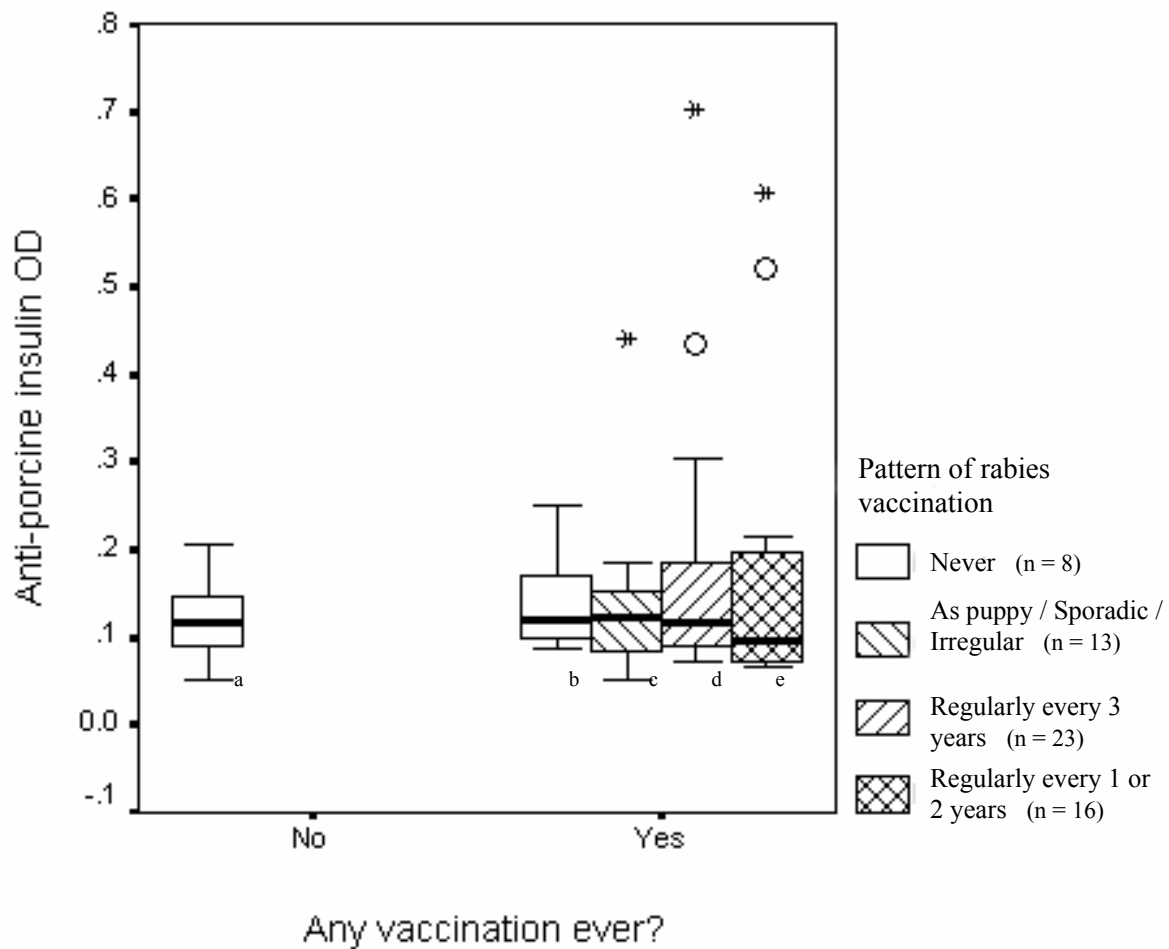 .8
.7
.6
.5
.4
.3
.2
.1
0.0
-.1
Anti-porcine insulin OD
a
b
c
d
e
No
Yes
Any vaccination ever?
Pattern of rabies
vaccination
Never (n = 8)
As puppy / Sporadic /
Irregular (n = 13)
Regularly every 3
years (n = 23)
Regularly every 1 or
2 years (n = 16)